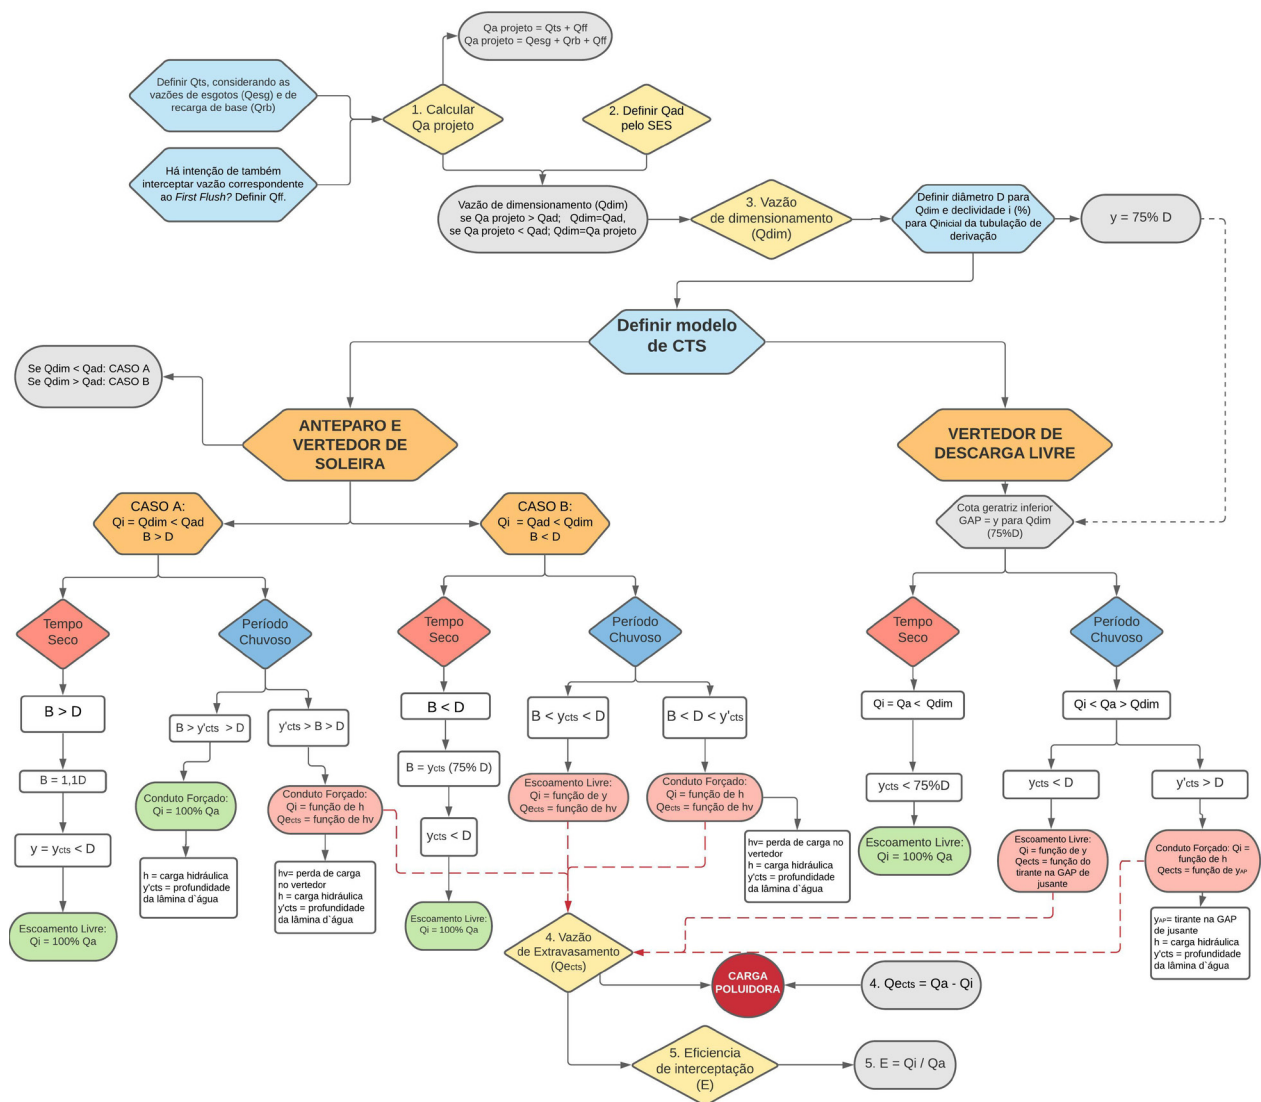 Qa projeto = Qts + Qff
Qa projeto = Qesg + Qrb + Qff
Definir Qts, considerando as
vazões de esgotos (Qesg) e de
recarga de base (Qrb)
1. Calcular
Qa projeto
2. Definir Qad
pelo SES
Há intenção de também
interceptar vazão correspondente
ao First Flush? Definir Qff.
Vazão de dimensionamento (Qdim)
se Qa projeto > Qad; Qdim=Qad,
se Qa projeto < Qad; Qdim=Qa projeto
3. Vazão
de dimensionamento
(Qdim)
Definir diâmetro D para
Qdim e declividade i (%)
para Qinicial da tubulação de
derivação
y = 75% D
Definir modelo
de CTS
Se Qdim < Qad: CASO A
Se Qdim > Qad: CASO B
ANTEPARO E
VERTEDOR DE
SOLEIRA
VERTEDOR DE
DESCARGA LIVRE
CASO A:
Qi = Qdim < Qad
B > D
CASO B:
Qi = Qad < Qdim
B < D
Cota geratriz inferior
GAP = y para Qdim
(75%D)
Tempo
Seco
Período
Chuvoso
Tempo
Seco
Período
Chuvoso
Tempo
Seco
Período
Chuvoso
B > D
B > y'cts > D
y'cts > B > D
B < D
B < ycts < D
B < D < y'cts
Qi = Qa < Qdim
Qi < Qa > Qdim
B = 1,1D
B = ycts (75% D)
ycts < 75%D
ycts < D
y'cts > D
Conduto Forçado:
Qi = 100% Qa
Conduto Forçado:
Qi = função de h
Qects = função de hv
Escoamento Livre:
Qi = função de y
Qects = função de hv
Conduto Forçado:
Qi = função de h
Qects = função de hv
y = ycts < D
ycts < D
h = carga hidráulica
y'cts = profundidade
da lâmina d`água
hv= perda de carga
no vertedor
h = carga hidráulica
y'cts = profundidade
da lâmina d`água
hv= perda de carga no
vertedor
h = carga hidráulica
y'cts = profundidade
da lâmina d`água
Escoamento Livre:
Qi = 100% Qa
Escoamento Livre:
Qi = função de y
Qects = função do
tirante na GAP de
jusante
Conduto Forçado: Qi =
função de h
Qects = função de yAP
Escoamento Livre:
Qi = 100% Qa
Escoamento Livre:
Qi = 100% Qa
yAP= tirante na GAP
de jusante
h = carga hidráulica
y'cts = profundidade
da lâmina d`água
4. Vazão
de Extravasamento
(Qects)
CARGA
POLUIDORA
4. Qects = Qa - Qi
5. Eficiencia
de interceptação
(E)
5. E = Qi / Qa